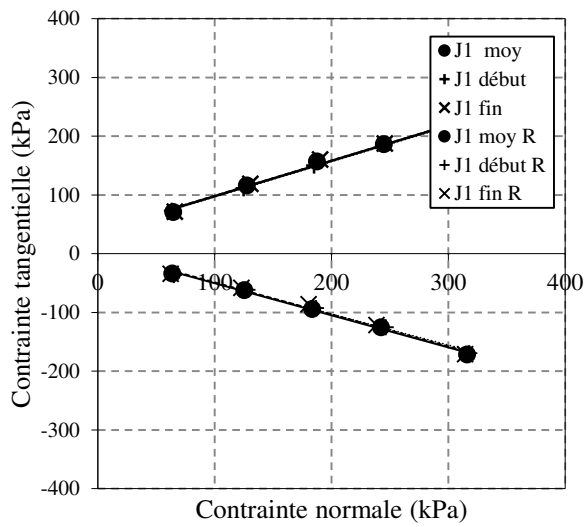 400
300
200
100
0
-100
-200
-300
-400
0
100
200
300
400
Contrainte tangentielle (kPa)
Contrainte normale (kPa)
J1 moy
J1 début
J1 fin
J1 moy R
J1 début R
J1 fin R